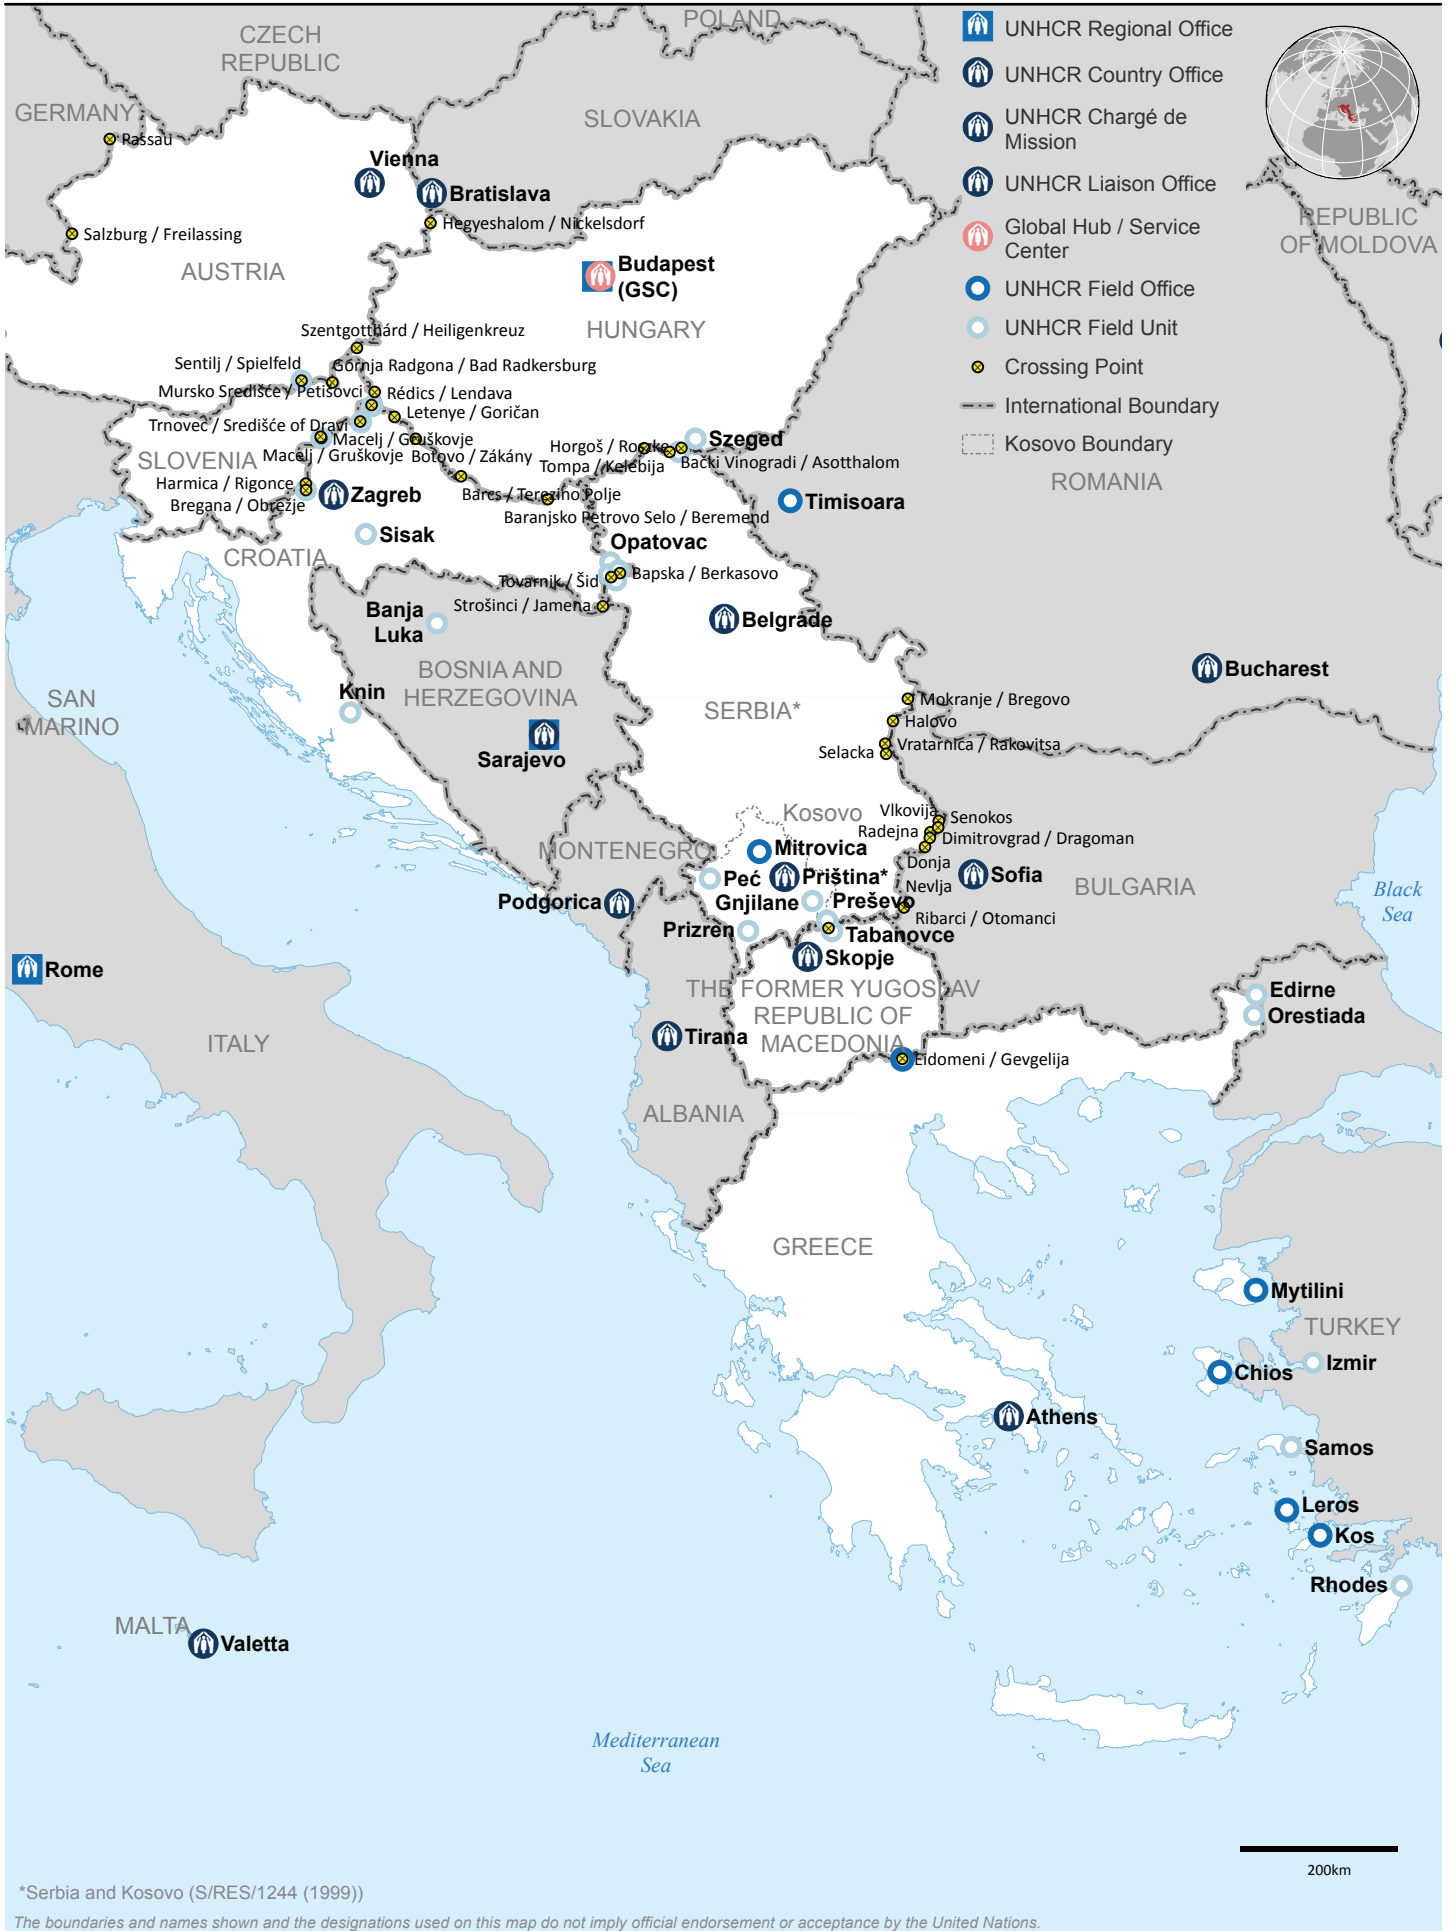 POLAND
CZECH
REPUBLIC
GERMANY
SLOVAKIA
Passau
Vienna
Bratislava
Hegyeshalom / Nickelsdorf
Salzburg / Freilassing
AUSTRIA
Budapest
(GSC)
HUNGARY
UNHCR Regional Office
UNHCR Country Office
UNHCR Chargé de
Mission
UNHCR Liaison Office
Global Hub / Service
Center
UNHCR Field Office
UNHCR Field Unit
Crossing Point
International Boundary
Kosovo Boundary
REPUBLIC
OF MOLDOVA
Szentgotthárd / Heiligenkreuz
Sentilj / Spielfeld
Gornja Radgona / Bad Radkersburg
Mursko Središće / Petišovci
Rédics / Lendava
Letenye / Goričan
Trnovec / Središće of Dravi
Macelj / Gruškovje
SLOVENIA
Macelj / Gruškovje
Botovo / Zákány
Horgoš / Roszke
Szeged
Tompa / Kelebija
Bački Vinogradi / Asotthalom
Harmica / Rigonce
Bregana / Obrežje
Zagreb
Barcs / Terezino Polje
Baranjsko Petrovo Selo / Beremend
ROMANIA
Timisoara
Sisak
CROATIA
Opatovac
Tovarnik / Šid
Bapska / Berkasovo
Strošinci / Jamena
Banja
Luka
Belgrade
BOSNIA AND
HERZEGOVINA
Bucharest
SAN
MARINO
Knin
SERBIA*
Mokranje / Bregovo
Halovo
Vratarnica / Rakovitsa
Selacka
Sarajevo
Kosovo
Vlkovija
Senokos
Radejna
Dimitrovgrad / Dragoman
MONTENEGRO
Mitrovica
Donja
Nevlja
Sofia
BULGARIA
Black
Sea
Peć
Priština*
Gnjilane
Preševo
Podgorica
Ribarci / Otomanci
Prizren
Tabanovce
Skopje
Rome
THE FORMER YUGOSLAV
REPUBLIC OF
MACEDONIA
Edirne
Orestiada
ITALY
Tirana
Eidomeni / Gevgelija
ALBANIA
GREECE
Mytilini
TURKEY
Chios
Izmir
Athens
Samos
Leros
Kos
Rhodes
MALTA
Valetta
Mediterranean
Sea
200km
*Serbia and Kosovo (S/RES/1244 (1999))
The boundaries and names shown and the designations used on this map do not imply official endorsement or acceptance by the United Nations.